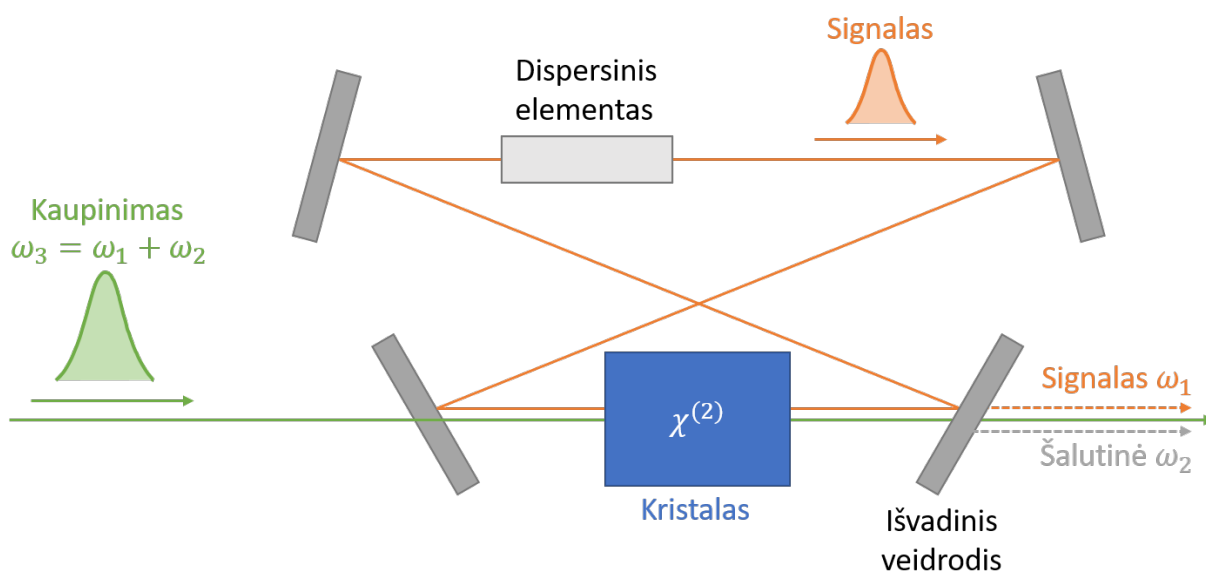 Signalas
Dispersinis
elementas
Kaupinimas
ω₃ = ω₁ + ω₂
χ⁽²⁾
Signalas ω₁
Šalutinė ω₂
Kristalas
Išvadinis
veidrodis